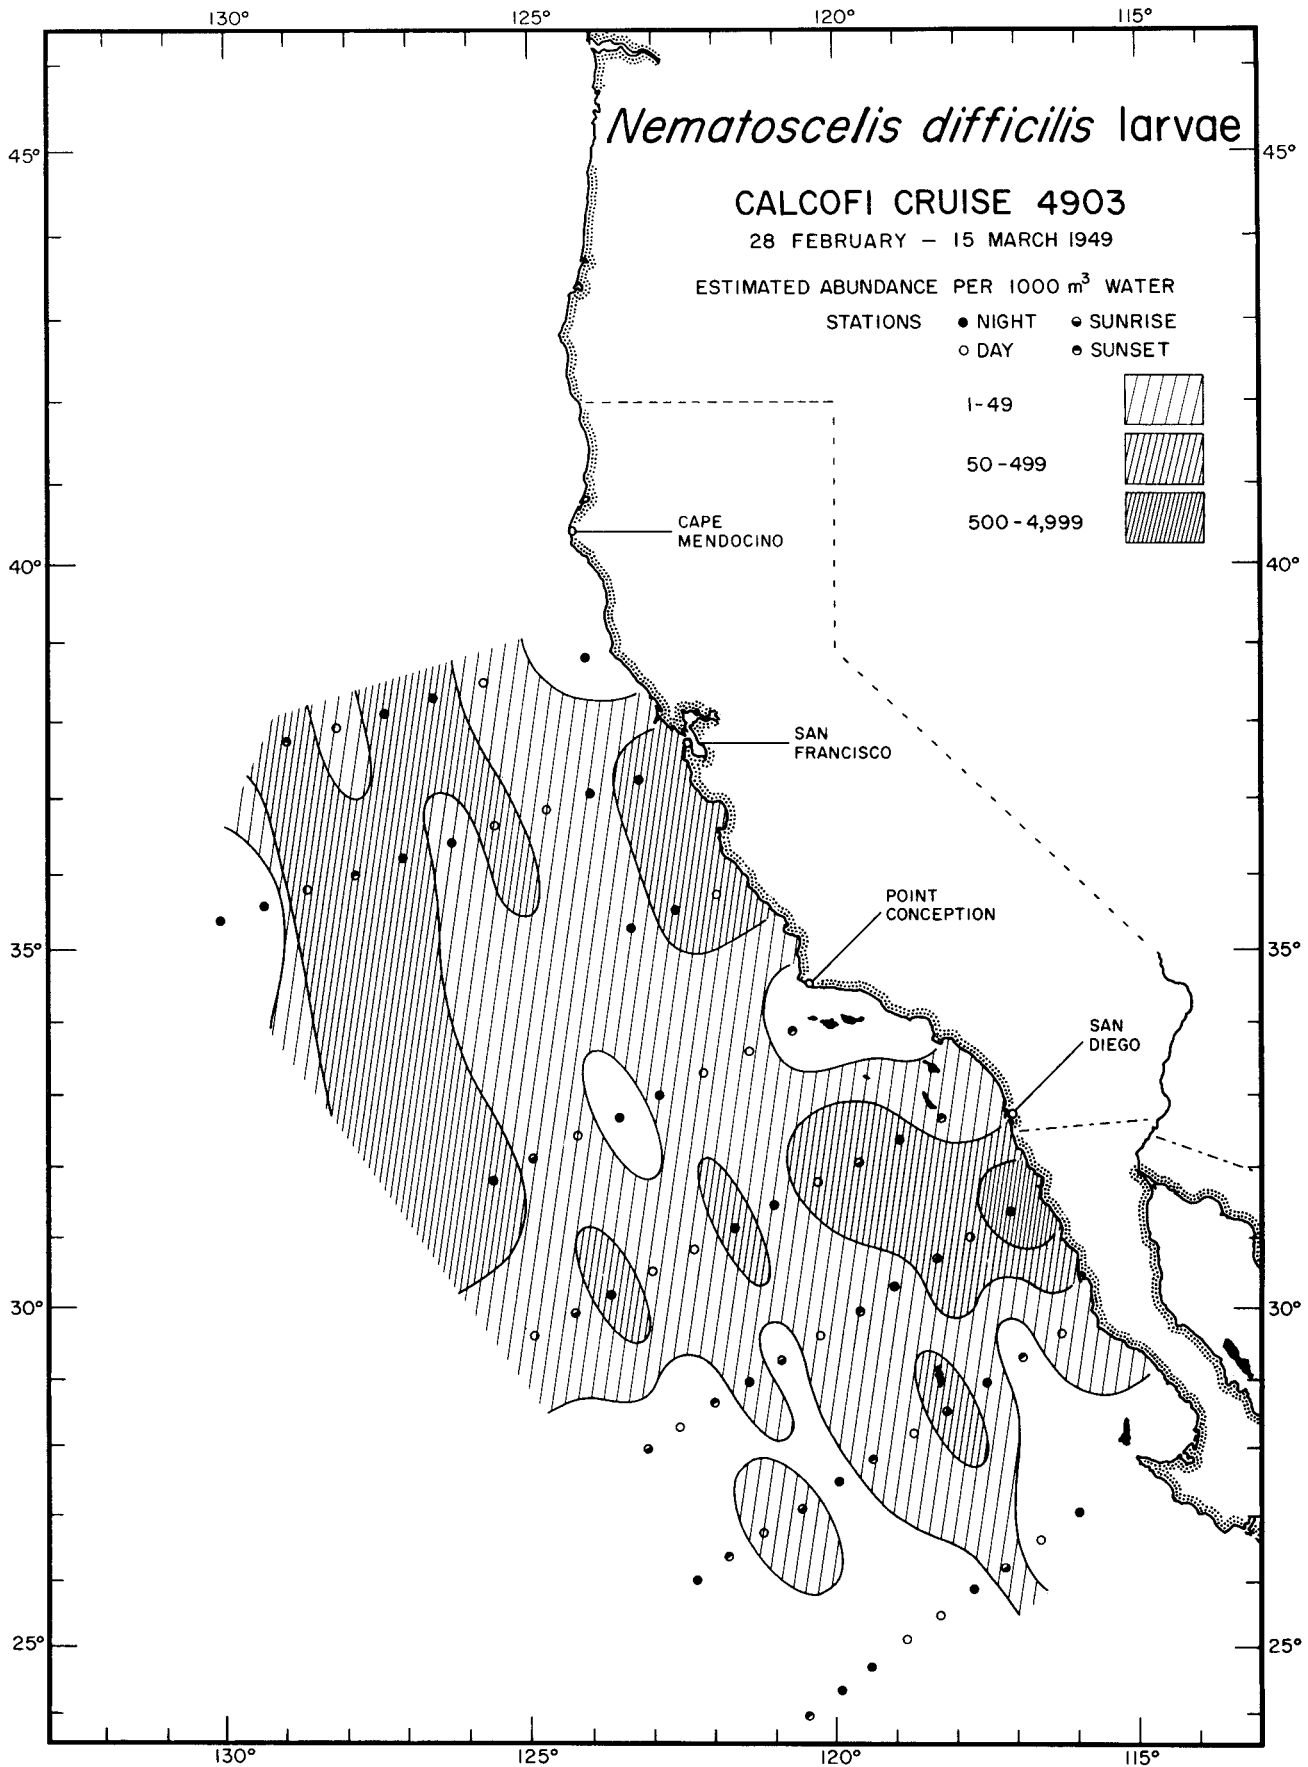 130° 125° 120° 115°
Nematoscelis difficilis larvae
45° 45°
CALCOFI CRUISE 4903
28 FEBRUARY – 15 MARCH 1949
ESTIMATED ABUNDANCE PER 1000 m³ WATER
STATIONS ● NIGHT SUNRISE
○ DAY SUNSET
1-49
50-499
500-4,999
CAPE
MENDOCINO
40° 40°
SAN
FRANCISCO
POINT
CONCEPTION
35° 35°
SAN
DIEGO
30° 30°
25° 25°
130° 125° 120° 115°